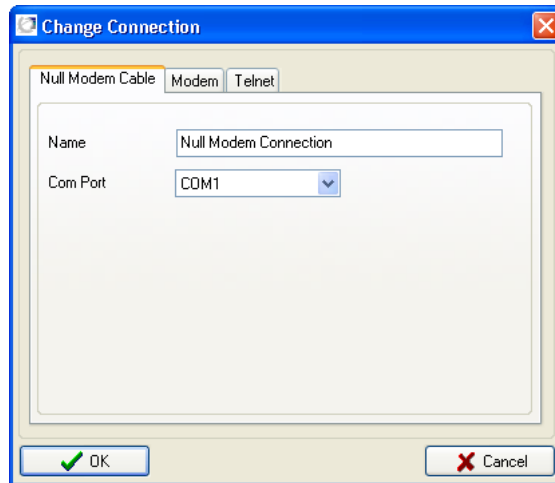 Change Connection
Null Modem Cable Modem Telnet
Name Null Modem Connection
Com Port COM1
OK Cancel